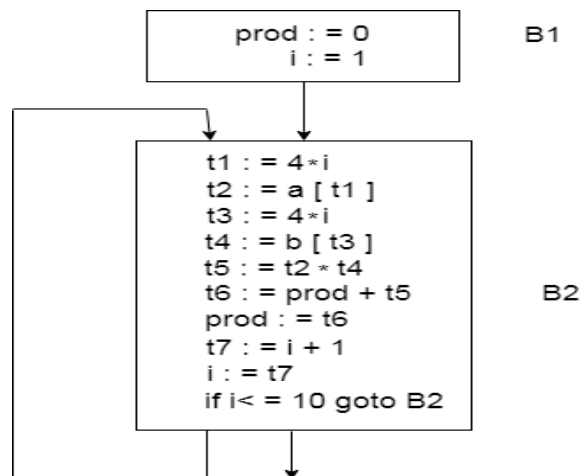 prod : = 0
i : = 1
B1
t1 : = 4*i
t2 : = a [ t1 ]
t3 : = 4*i
t4 : = b [ t3 ]
t5 : = t2 * t4
t6 : = prod + t5
prod : = t6
t7 : = i + 1
i : = t7
if i< = 10 goto B2
B2